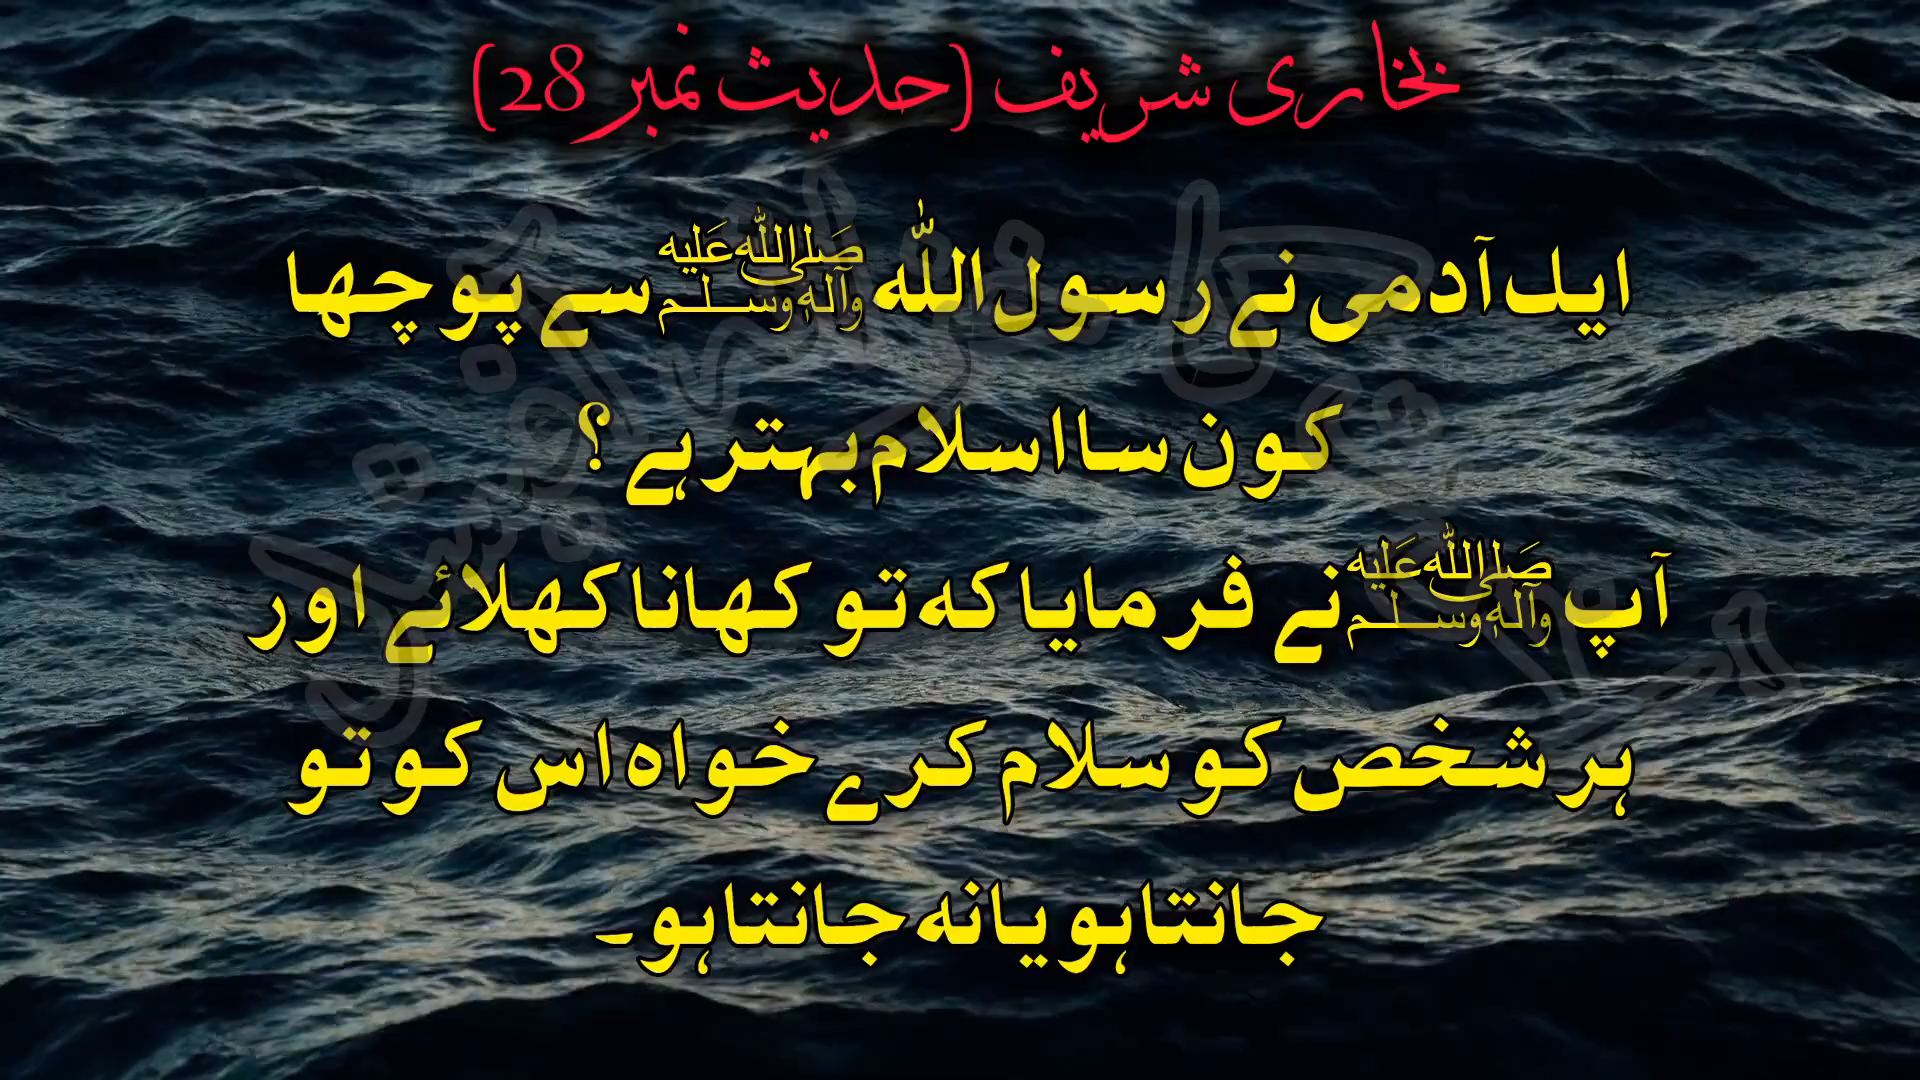 بخاری شریف (حدیث نمبر 28)
ایک آدمی نے رسول اللہ صلی اللہ علیہ وآلہ وسلم سے پوچھا
کون سا اسلام بہتر ہے؟
آپ صلی اللہ علیہ وآلہ وسلم نے فرمایا کہ تو کھانا کھلائے اور
ہر شخص کو سلام کرے خواہ اس کو تو
جانتا ہو یا نہ جانتا ہو۔